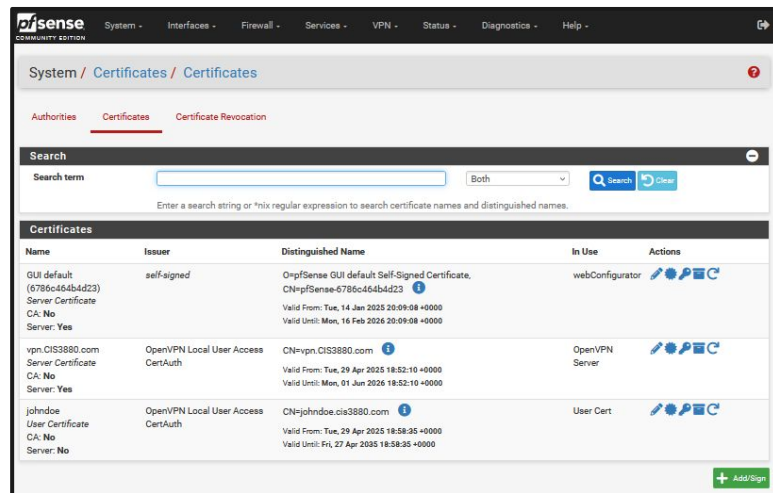 pfsense System Interfaces Firewall Services VPN Status Diagnostics Help
COMMUNITY EDITION
System / Certificates / Certificates
Authorities Certificates Certificate Revocation
Search
Search term Both Search Clear
Enter a search string or *nix regular expression to search certificate names and distinguished names.
Certificates
Name Issuer Distinguished Name In Use Actions
GUI default self-signed O=pfSense GUI default Self-Signed Certificate, webConfigurator
(6786c464b4d23) CN=pfSense-6786c464b4d23
Server Certificate
CA: No Valid From: Tue, 14 Jan 2025 20:09:08 +0000
Server: Yes Valid Until: Mon, 16 Feb 2026 20:09:08 +0000
vpn.CIS3880.com OpenVPN Local User Access CN=vpn.CIS3880.com OpenVPN
Server Certificate CertAuth Server
CA: No Valid From: Tue, 29 Apr 2025 18:52:10 +0000
Server: Yes Valid Until: Mon, 01 Jun 2026 18:52:10 +0000
johndoe OpenVPN Local User Access CN=johndoe.cis3880.com User Cert
User Certificate CertAuth
CA: No Valid From: Tue, 29 Apr 2025 18:58:35 +0000
Server: No Valid Until: Fri, 27 Apr 2035 18:58:35 +0000
Add/Sign